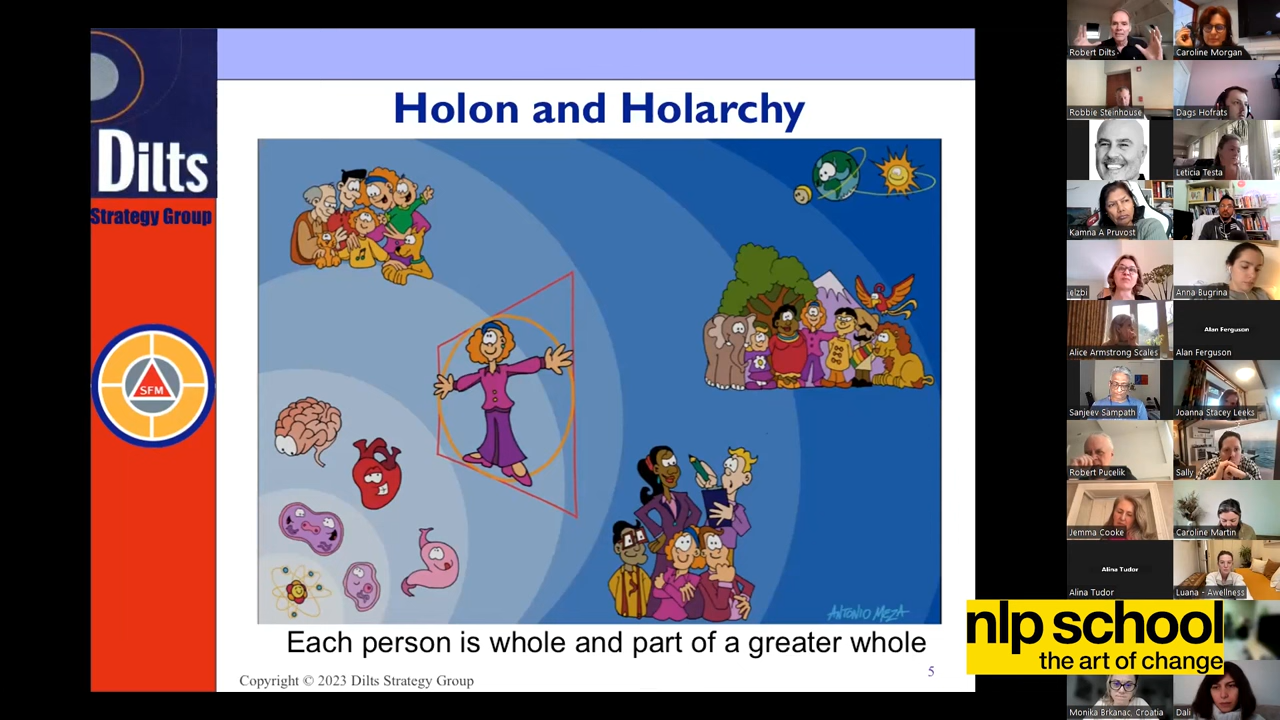 Dilts
Strategy Group
SFM
Holon and Holarchy
ANTONIO MEZA
Each person is whole and part of a greater whole
Copyright © 2023 Dilts Strategy Group
5
Robert Dilts
Caroline Morgan
Robbie Steinhouse
Dags Hofrats
Leticia Testa
Kamna A Pruvost
elzbi
Anna Bugrina
Alice Armstrong Scales
Alan Ferguson
Alan Ferguson
Sanjeev Sampath
Joanna Stacey Leeks
Robert Pucelik
Sally
Jemma Cooke
Caroline Martin
Alina Tudor
Alina Tudor
Luana - Awellness
nlp school
the art of change
Monika Brkanac, Croatia
Dali